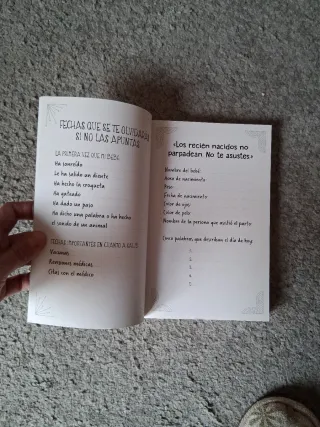 FECHAS QUE SE TE OLVIDARÁN
SI NO LAS APUNTAS
LA PRIMERA VEZ QUE MI BEBÉ:
Ha sonreído
Le ha salido un diente
Ha hecho la croqueta
Ha gateado
Ha dado un paso
Ha dicho una palabra o ha hecho
el sonido de un animal
FECHAS IMPORTANTES EN CUANTO A SALUD:
Vacunas
Revisiones médicas
Citas con el médico
«Los recién nacidos no
parpadean. No te asustes.»
Nombre del bebé:
Hora de nacimiento:
Peso:
Fecha de nacimiento:
Color de ojos:
Color de pelo:
Nombre de la persona que asistió el parto:
Cinco palabras que describen el día de hoy:
1.
2.
3.
4.
5.